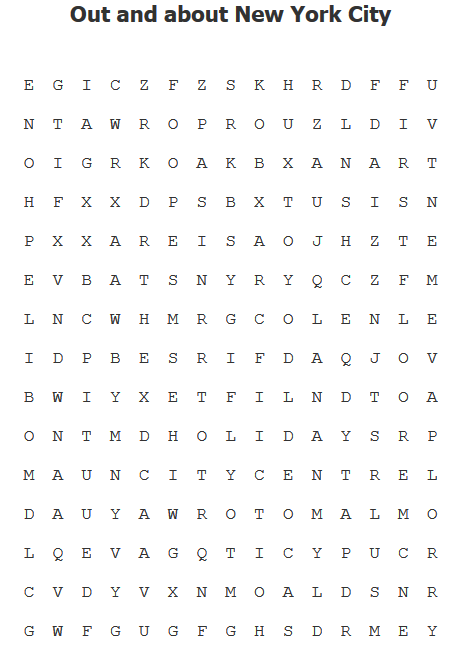 Out and about New York City
E G I C Z F Z S K H R D F F U
N T A W R O P R O U Z L D I V
O I G R K O A K B X A N A R T
H F X X D P S B X T U S I S N
P X X A R E I S A O J H Z T E
E V B A T S N Y R Y Q C Z F M
L N C W H M R G C O L E N L E
I D P B E S R I F D A Q J O V
B W I Y X E T F I L N D T O A
O N T M D H O L I D A Y S R P
M A U N C I T Y C E N T R E L
D A U Y A W R O T O M A L M O
L Q E V A G Q T I C Y P U C R
C V D Y V X N M O A L D S N R
G W F G U G F G H S D R M E Y